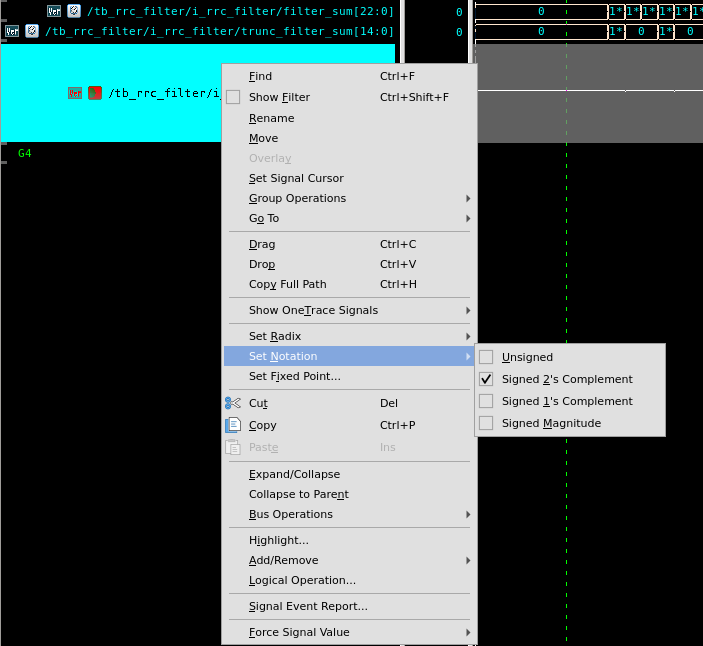 Ver /tb_rrc_filter/i_rrc_filter/filter_sum[22:0] 0 0 1* 1* 1* 1* 1* 1*
Ver /tb_rrc_filter/i_rrc_filter/trunc_filter_sum[14:0] 0 0 1* 0 1* 0
Ver /tb_rrc_filter/i_
G4
Find Ctrl+F
Show Filter Ctrl+Shift+F
Rename
Move
Overlay
Set Signal Cursor
Group Operations
Go To
Drag Ctrl+C
Drop Ctrl+V
Copy Full Path Ctrl+H
Show OneTrace Signals
Set Radix
Set Notation
Set Fixed Point...
Cut Del
Copy Ctrl+P
Paste Ins
Expand/Collapse
Collapse to Parent
Bus Operations
Highlight...
Add/Remove
Logical Operation...
Signal Event Report...
Force Signal Value
Unsigned
Signed 2's Complement
Signed 1's Complement
Signed Magnitude